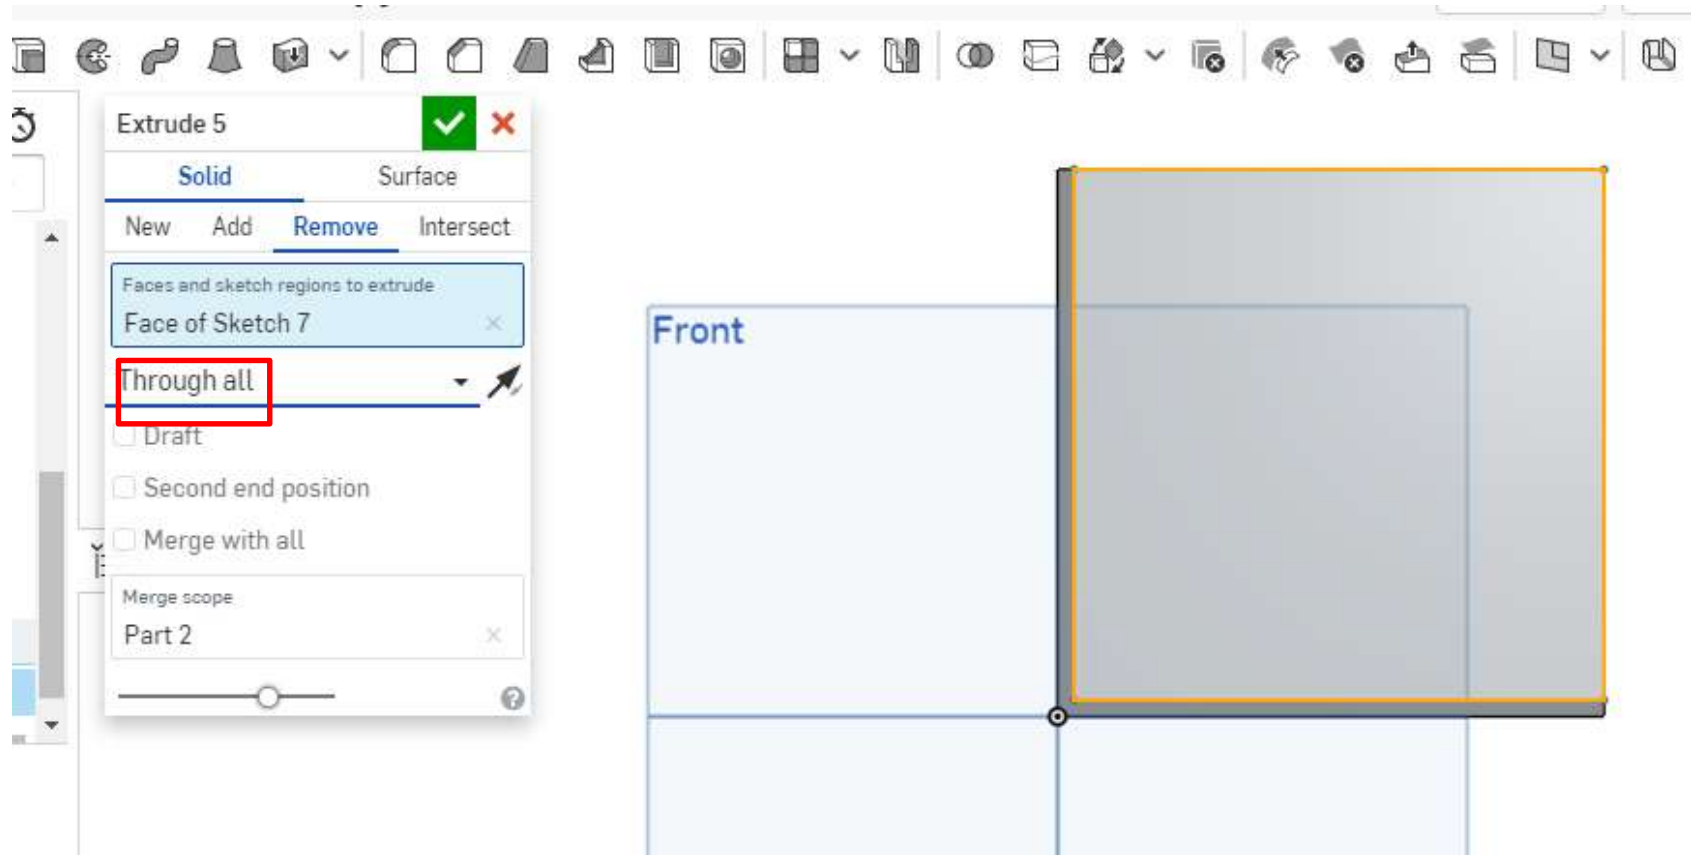 Extrude 5
Solid Surface
New Add Remove Intersect
Faces and sketch regions to extrude
Face of Sketch 7
Through all
Draft
Second end position
Merge with all
Merge scope
Part 2
Front